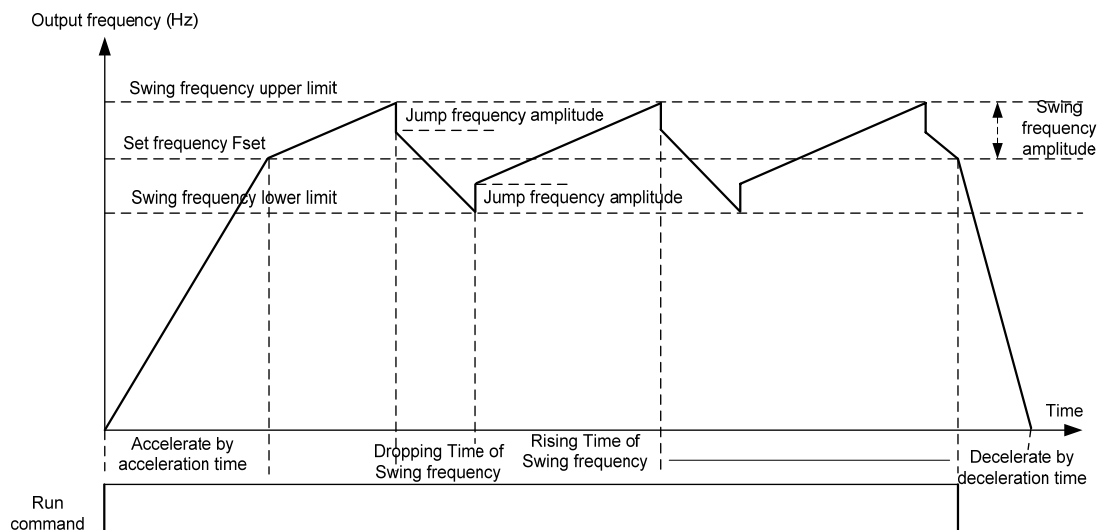 Output frequency (Hz)
Swing frequency upper limit
Jump frequency amplitude
Swing
frequency
amplitude
Set frequency Fset
Swing frequency lower limit
Jump frequency amplitude
Time
Accelerate by
acceleration time
Dropping Time of
Swing frequency
Rising Time of
Swing frequency
Decelerate by
deceleration time
Run
command